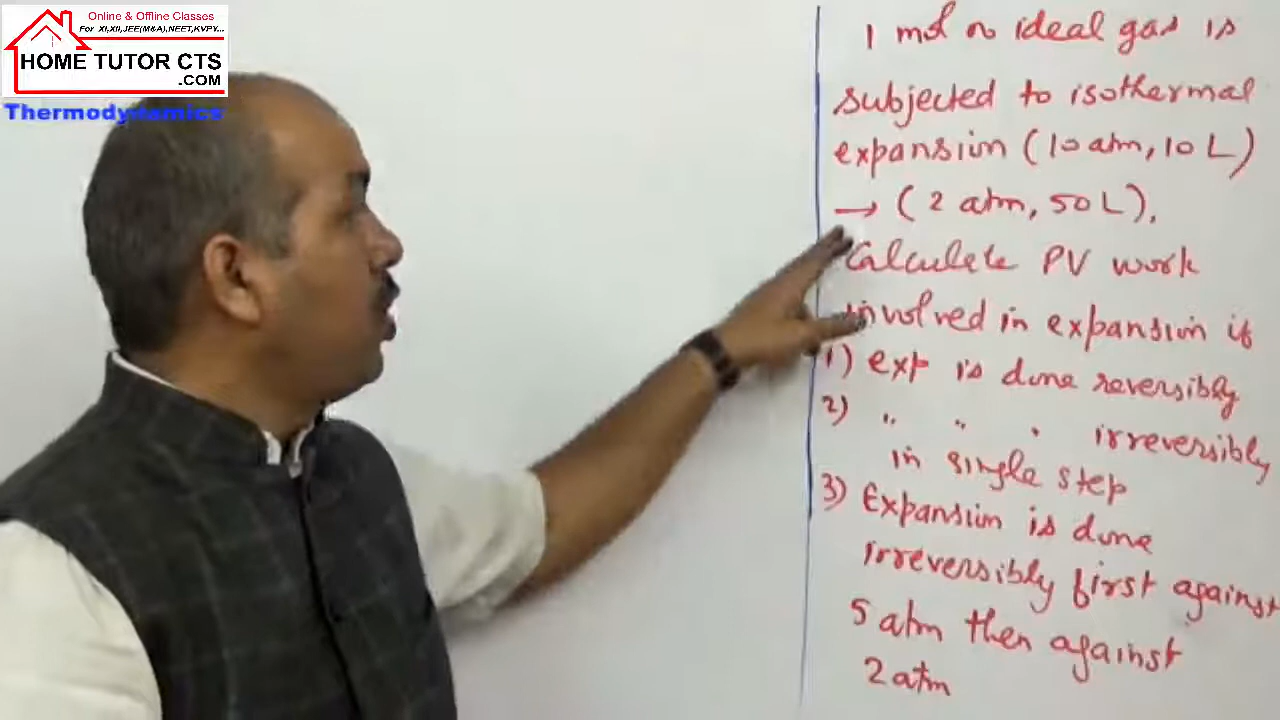 Online & Offline Classes
For XI,XII,JEE(M&A),NEET,KVPY...
HOME TUTOR CTS
.COM
Thermodynamics
1 mol ideal gas is
subjected to isothermal
expansion (10 atm, 10 L)
→ (2 atm, 50 L).
Calculate PV work
involved in expansion if
1) exp is done reversibly
2) " " " irreversibly
in single step
3) Expansion is done
irreversibly first against
5 atm then against
2 atm